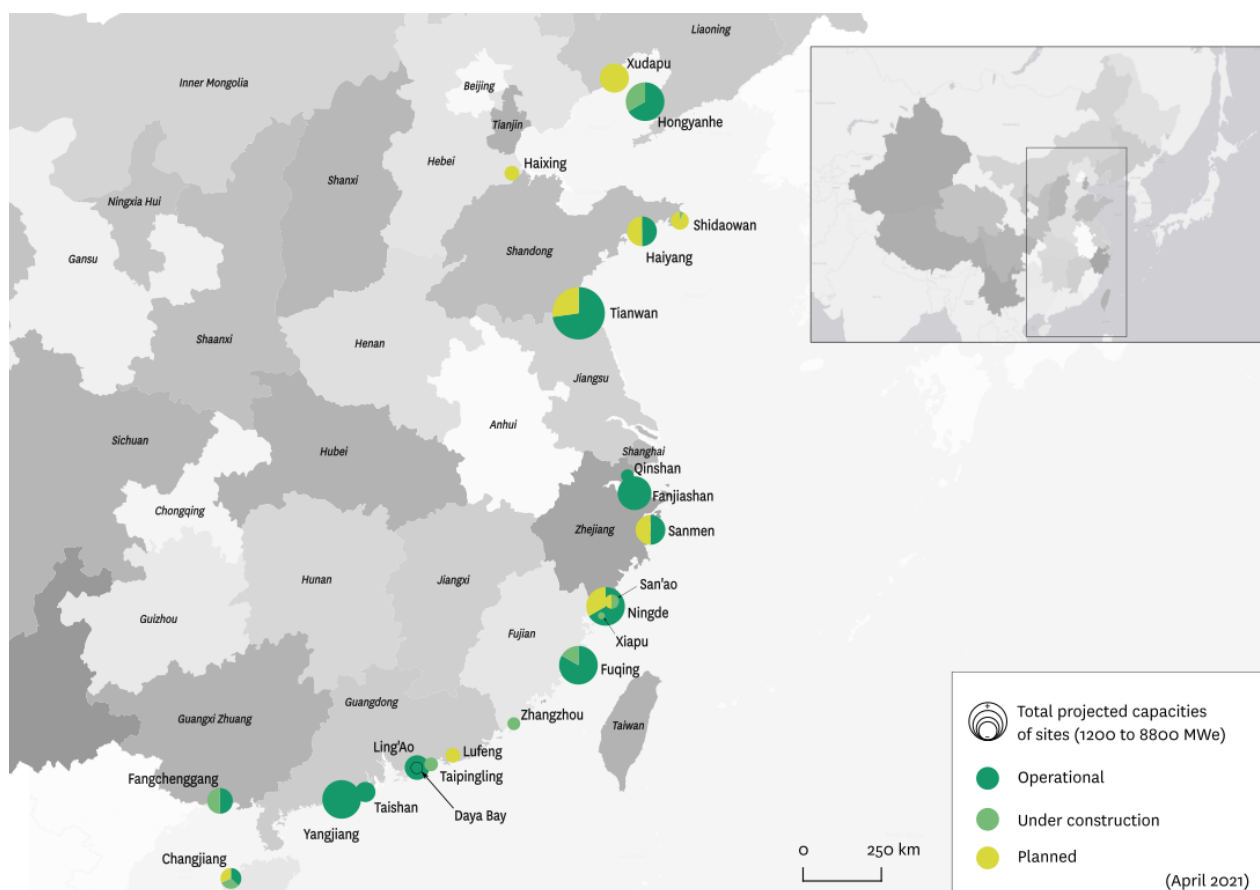 Liaoning
Xudapu
Inner Mongolia
Beijing
Hongyanhe
Tianjin
Haixing
Hebei
Shanxi
Ningxia Hui
Shidaowan
Shandong
Haiyang
Gansu
Tianwan
Shaanxi
Henan
Jiangsu
Anhui
Sichuan
Hubei
Shanghai
Qinshan
Fanjiashan
Chongqing
Zhejiang
Sanmen
Hunan
Jiangxi
San'ao
Ningde
Guizhou
Fujian
Xiapu
Fuqing
Guangdong
Guangxi Zhuang
Zhangzhou
Taiwan
Ling'Ao
Lufeng
Fangchenggang
Taipingling
Taishan
Daya Bay
Yangjiang
Changjiang
0 250 km
+
-
Total projected capacities
of sites (1200 to 8800 MWe)
Operational
Under construction
Planned
(April 2021)